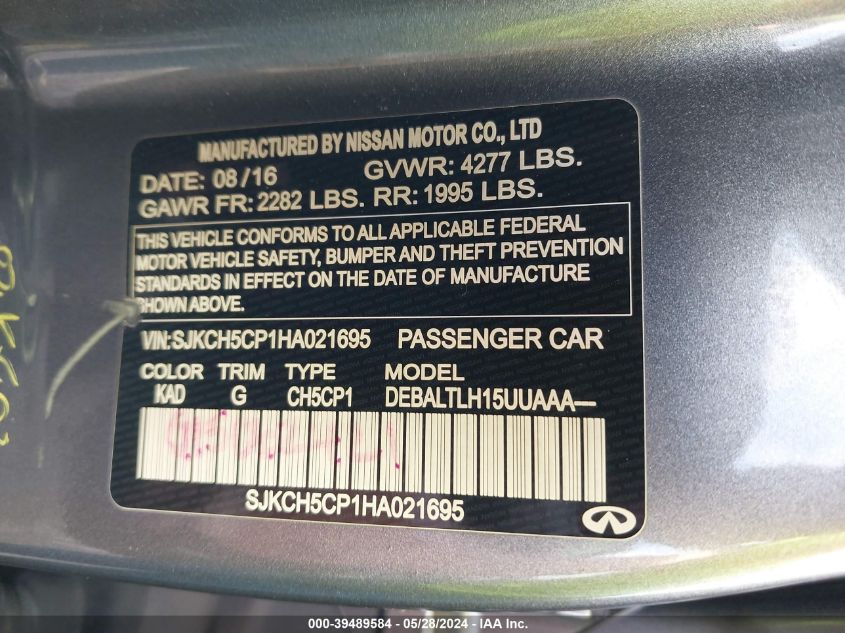 MANUFACTURED BY NISSAN MOTOR CO., LTD
DATE: 08/16 GVWR: 4277 LBS.
GAWR FR: 2282 LBS. RR: 1995 LBS.
THIS VEHICLE CONFORMS TO ALL APPLICABLE FEDERAL
MOTOR VEHICLE SAFETY, BUMPER AND THEFT PREVENTION
STANDARDS IN EFFECT ON THE DATE OF MANUFACTURE
SHOWN ABOVE.
VIN:SJKCH5CP1HA021695 PASSENGER CAR
COLOR TRIM TYPE MODEL
KAD G CH5CP1 DEBALTLH15UUAAA—
SJKCH5CP1HA021695
000-39489584 / 05/28/2024 - IAA Inc.